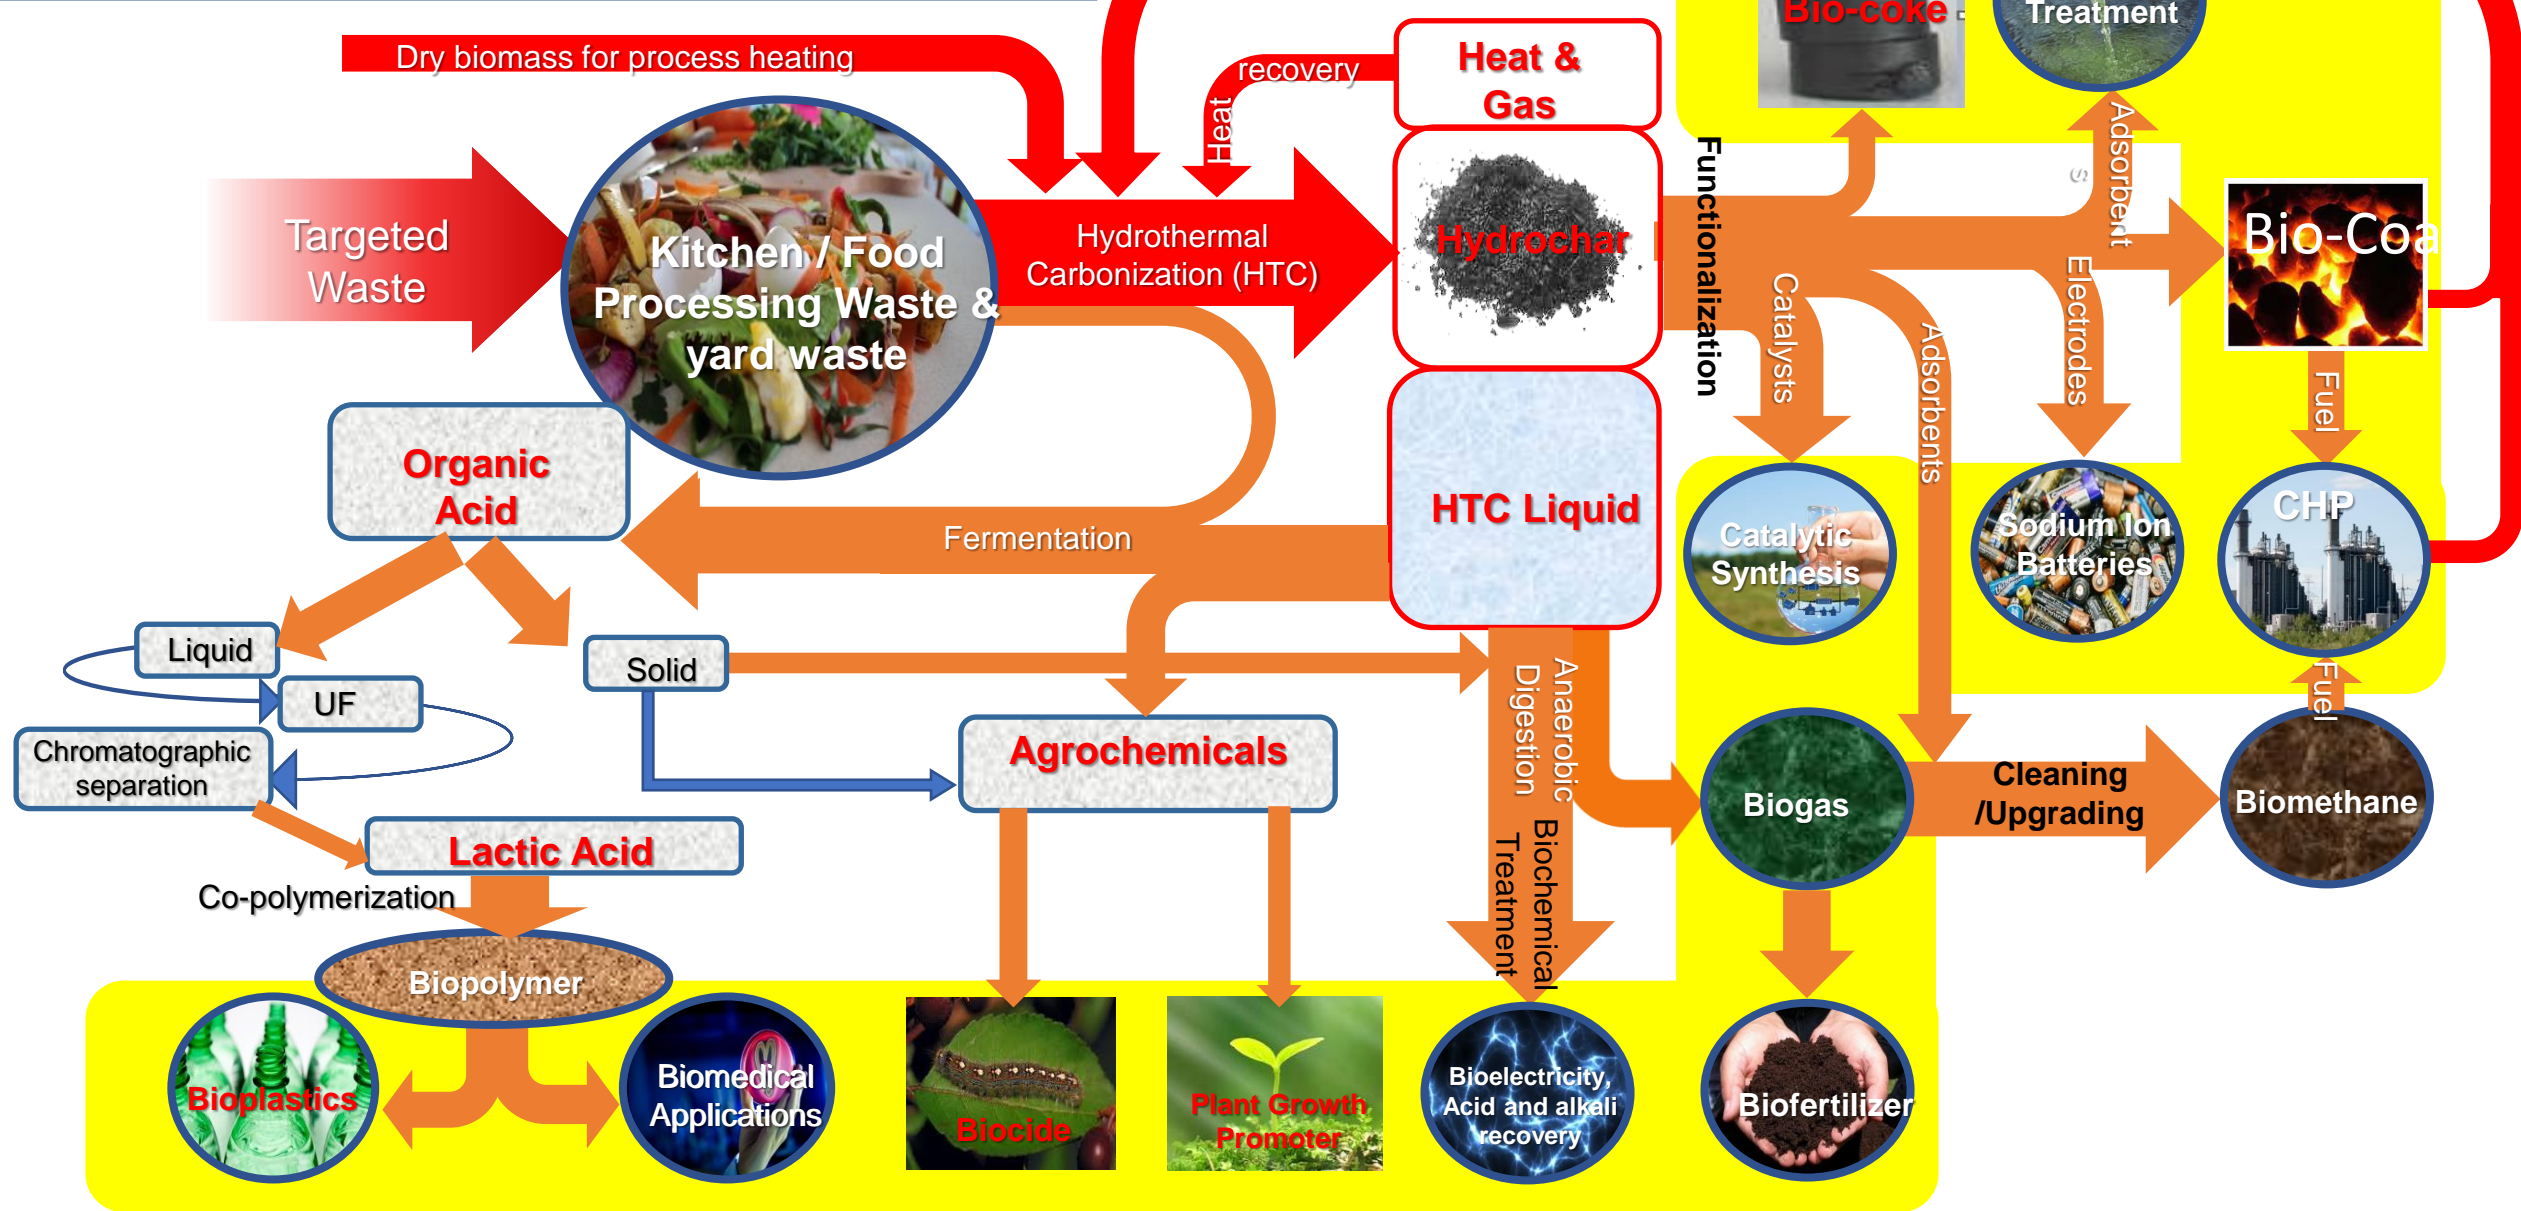 Bio-coke
Treatment
Dry biomass for process heating
Heat
recovery
Heat &
Gas
Targeted
Waste
Kitchen / Food
Processing Waste &
yard waste
Hydrothermal
Carbonization (HTC)
Hydrochar
Functionalization
Adsorbent
s
Bio-Coa
Catalysts
Adsorbents
Electrodes
Fuel
Organic
Acid
Fermentation
HTC Liquid
Catalytic
Synthesis
Sodium Ion
Batteries
CHP
Liquid
UF
Chromatographic
separation
Solid
Agrochemicals
Anaerobic
Digestion
Biochemical
Treatment
Biogas
Cleaning
/Upgrading
Fuel
Biomethane
Lactic Acid
Co-polymerization
Biopolymer
Bioplastics
Biomedical
Applications
Biocide
Plant Growth
Promoter
Bioelectricity,
Acid and alkali
recovery
Biofertilizer